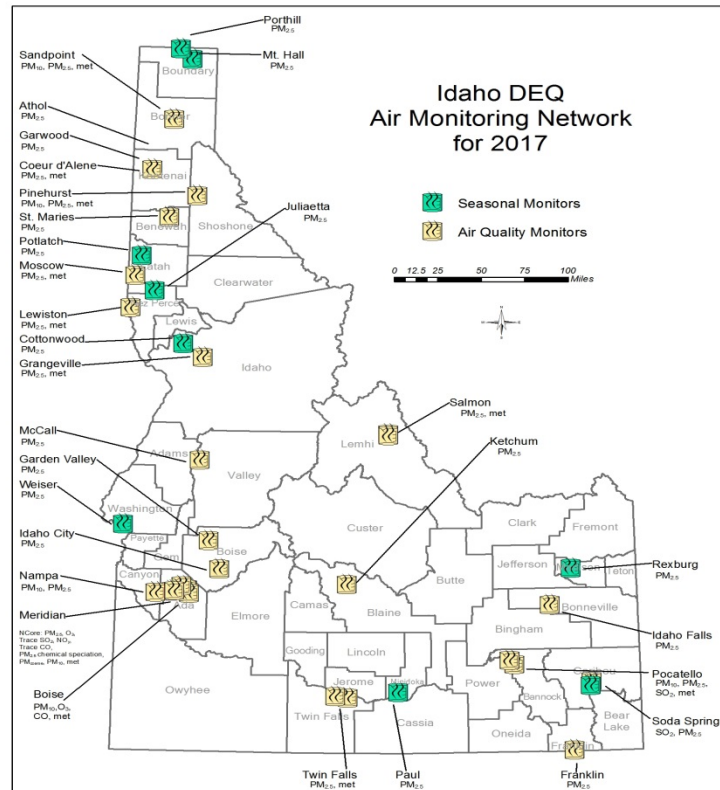 Porthill
PM2.5
Mt. Hall
PM2.5
Sandpoint
PM10, PM2.5, met
Athol
PM2.5
Garwood
PM2.5
Coeur d'Alene
PM2.5, met
Pinehurst
PM10, PM2.5, met
St. Maries
PM2.5
Potlatch
PM2.5
Moscow
PM2.5, met
Juliaetta
PM2.5
Lewiston
PM2.5, met
Cottonwood
PM2.5
Grangeville
PM2.5, met
Idaho DEQ
Air Monitoring Network
for 2017
Seasonal Monitors
Air Quality Monitors
0 12.5 25 50 75 100
Miles
Boundary
Shoshone
Benewah
Clearwater
Lewis
Idaho
McCall
PM2.5
Garden Valley
PM2.5
Weiser
PM2.5
Idaho City
PM2.5
Nampa
PM10, PM2.5
Meridian
NCore: PM2.5, O3,
Trace SO2, NOy,
Trace CO,
PM2.5 chemical speciation,
PMcoarse, PM10, met
Boise
PM10,O3,
CO, met
Salmon
PM2.5, met
Ketchum
PM2.5
Adams
Valley
Lemhi
Washington
Payette
Gem
Boise
Custer
Clark
Fremont
Jefferson
Teton
Butte
Canyon
Ada
Elmore
Camas
Blaine
Bonneville
Bingham
Gooding
Lincoln
Jerome
Minidoka
Power
Bannock
Caribou
Owyhee
Twin Falls
Cassia
Oneida
Franklin
Bear
Lake
Rexburg
PM2.5
Idaho Falls
PM2.5
Pocatello
PM10, PM2.5,
SO2, met
Soda Spring
SO2, PM2.5
Twin Falls
PM2.5, met
Paul
PM2.5
Franklin
PM2.5